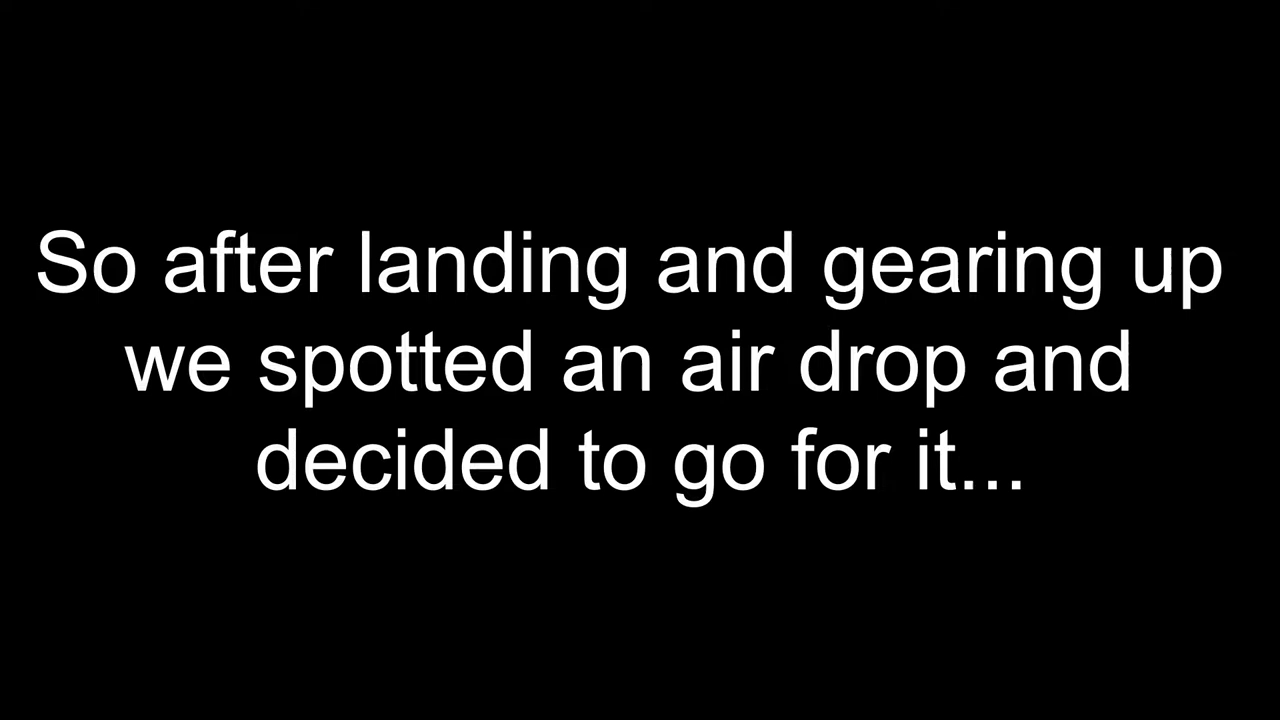 So after landing and gearing up
we spotted an air drop and
decided to go for it...